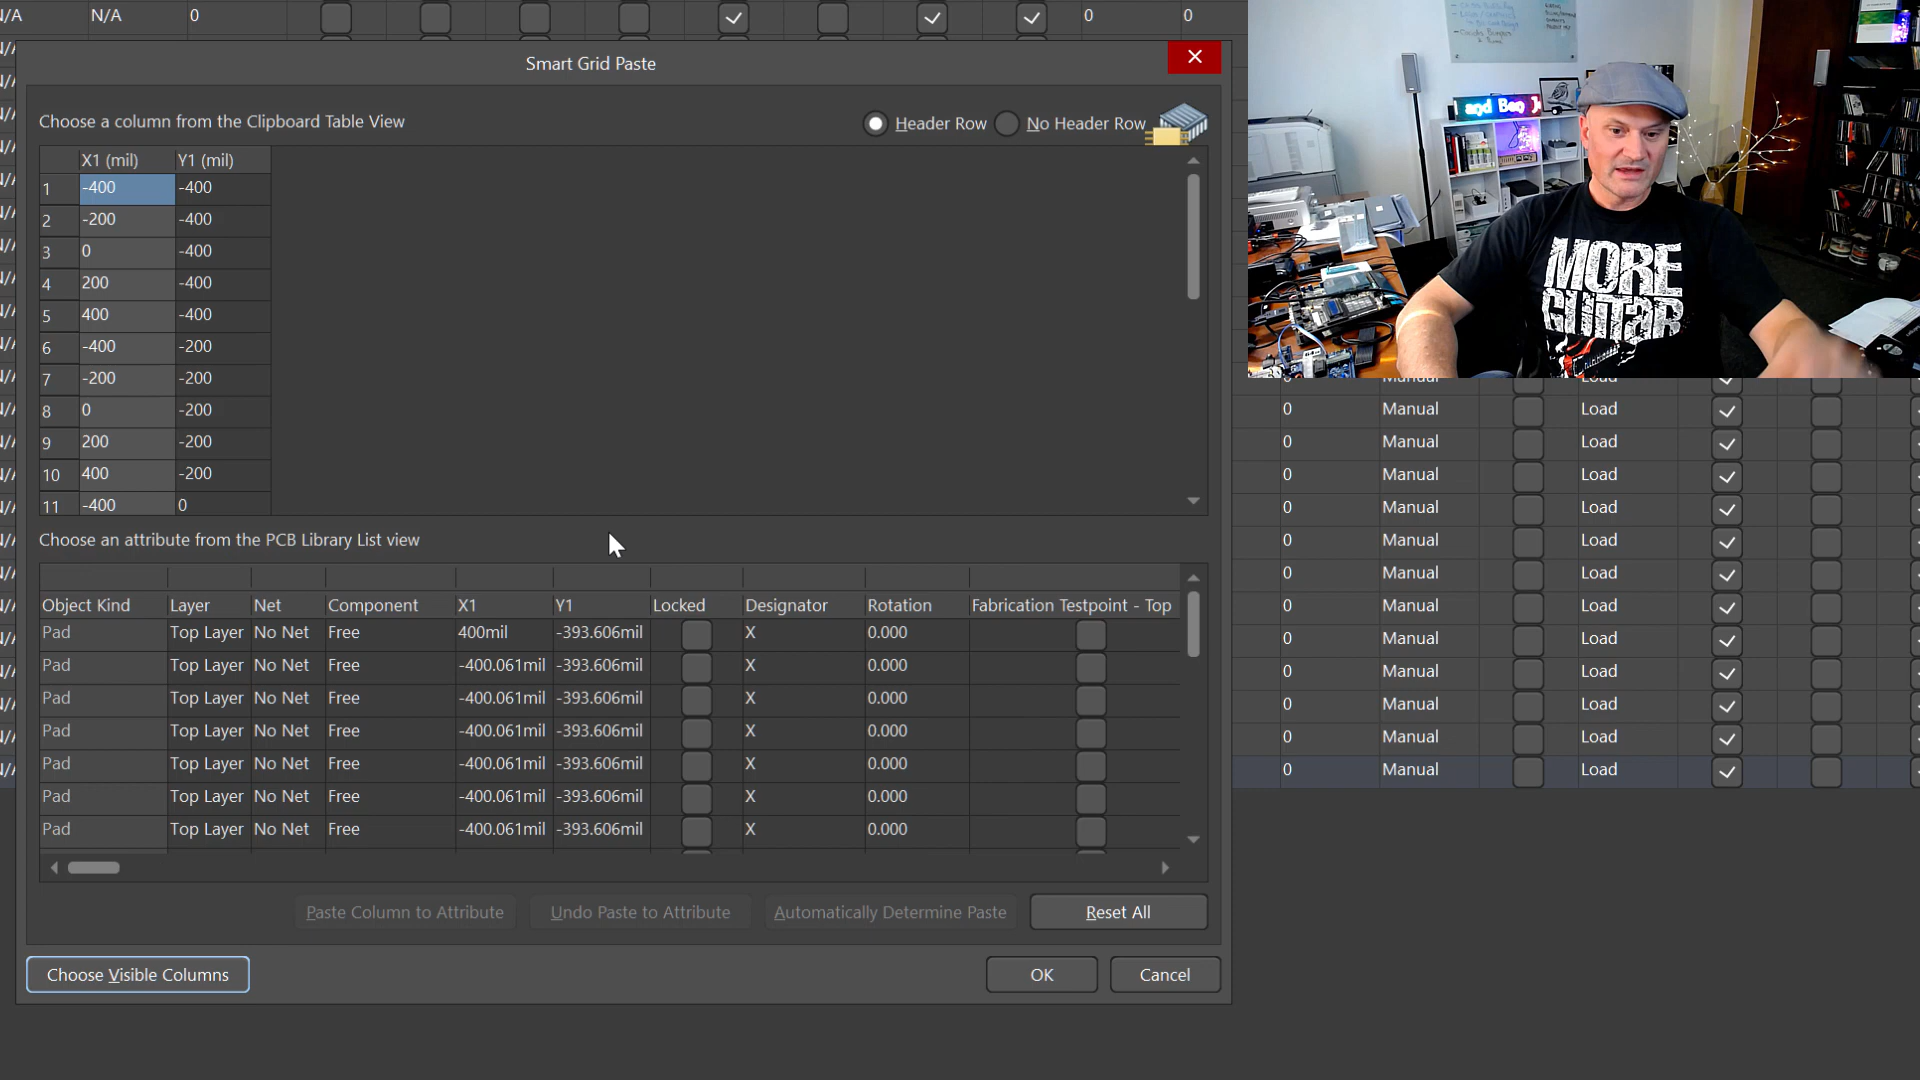 N/A 0 0 0
Smart Grid Paste
Choose a column from the Clipboard Table View
Header Row No Header Row
X1 (mil) Y1 (mil)
1 -400 -400
2 -200 -400
3 0 -400
4 200 -400
5 400 -400
6 -400 -200
7 -200 -200
8 0 -200
9 200 -200
10 400 -200
11 -400 0
Choose an attribute from the PCB Library List view
Object Kind Layer Net Component X1 Y1 Locked Designator Rotation Fabrication Testpoint - Top
Pad Top Layer No Net Free 400mil -393.606mil X 0.000
Pad Top Layer No Net Free -400.061mil -393.606mil X 0.000
Pad Top Layer No Net Free -400.061mil -393.606mil X 0.000
Pad Top Layer No Net Free -400.061mil -393.606mil X 0.000
Pad Top Layer No Net Free -400.061mil -393.606mil X 0.000
Pad Top Layer No Net Free -400.061mil -393.606mil X 0.000
Pad Top Layer No Net Free -400.061mil -393.606mil X 0.000
Paste Column to Attribute Undo Paste to Attribute Automatically Determine Paste Reset All
Choose Visible Columns OK Cancel
and Ben
MORE
GUITAR
0 Manual Load
0 Manual Load
0 Manual Load
0 Manual Load
0 Manual Load
0 Manual Load
0 Manual Load
0 Manual Load
0 Manual Load
0 Manual Load
0 Manual Load
0 Manual Load